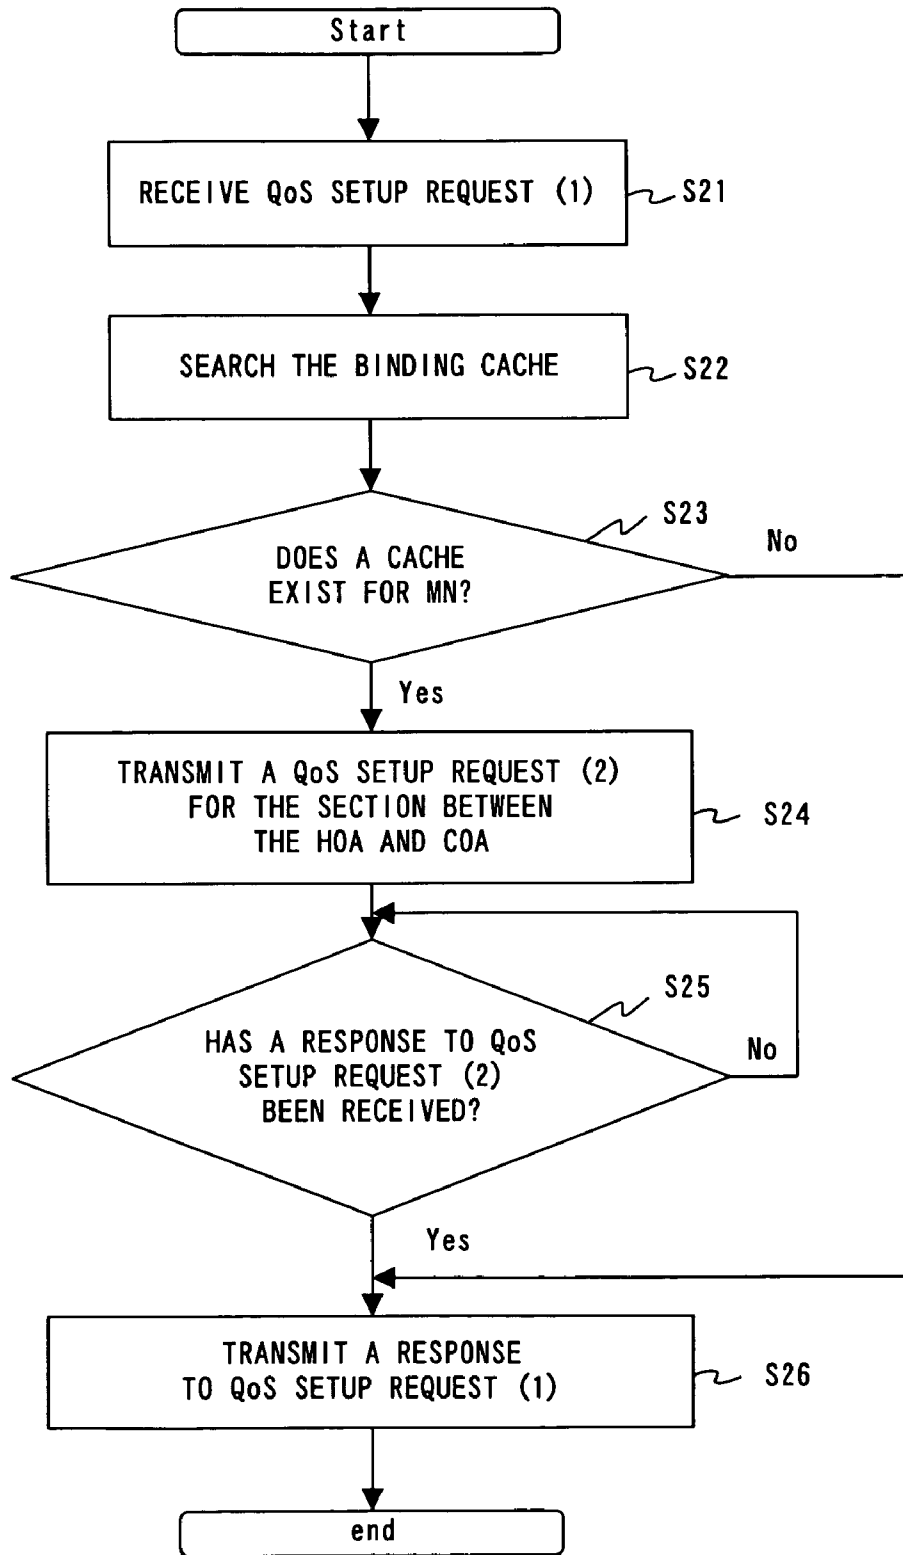 Start
RECEIVE QoS SETUP REQUEST (1)
S21
SEARCH THE BINDING CACHE
S22
S23
No
DOES A CACHE
EXIST FOR MN?
Yes
TRANSMIT A QoS SETUP REQUEST (2)
FOR THE SECTION BETWEEN
THE HOA AND COA
S24
S25
HAS A RESPONSE TO QoS
SETUP REQUEST (2)
BEEN RECEIVED?
No
Yes
TRANSMIT A RESPONSE
TO QoS SETUP REQUEST (1)
S26
end